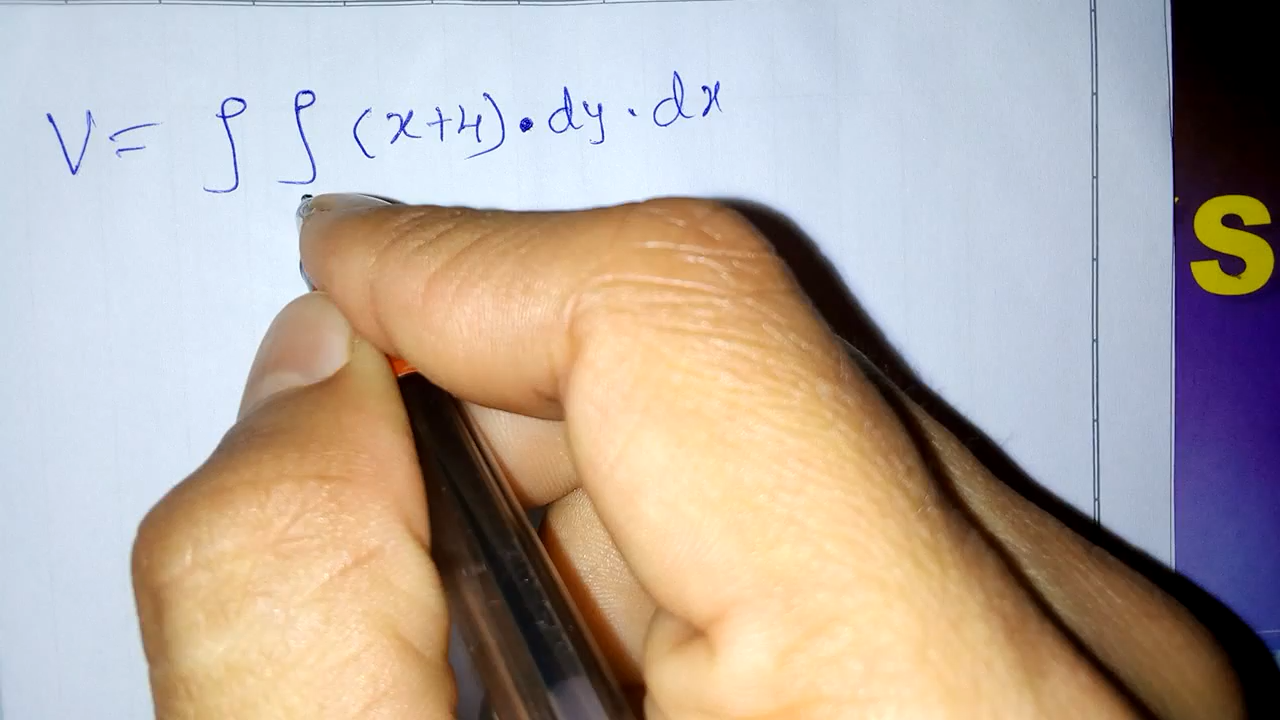 V = ∫ ∫ (x+4) · dy · dx
S